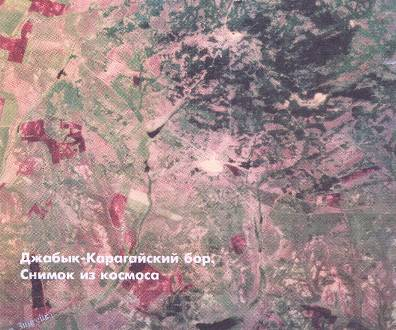 Джабык-Карагайский бор.
Снимок из космоса